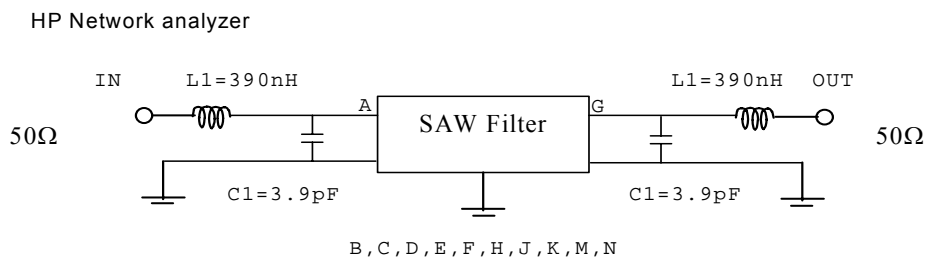 HP Network analyzer
IN L1=390nH L1=390nH OUT
A G
50Ω SAW Filter 50Ω
C1=3.9pF C1=3.9pF
B,C,D,E,F,H,J,K,M,N